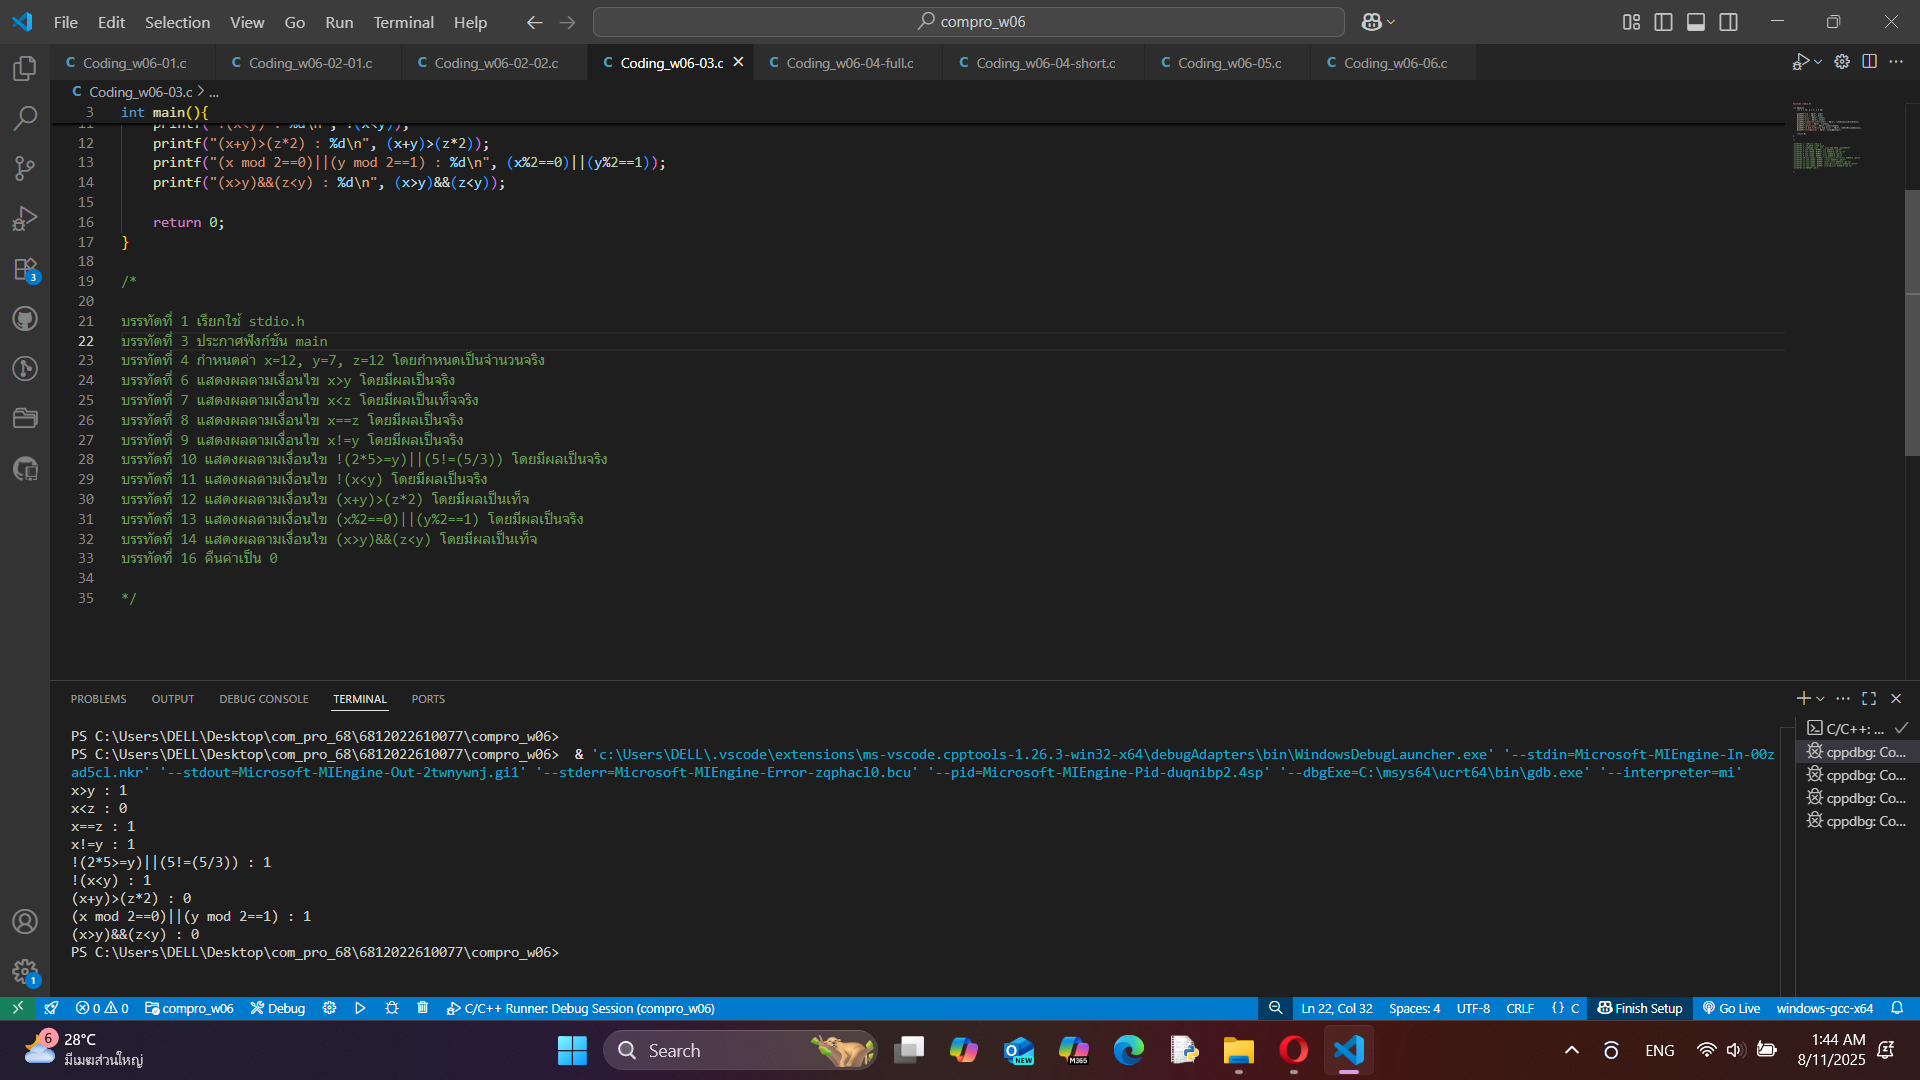 File Edit Selection View Go Run Terminal Help
compro_w06
Coding_w06-01.c Coding_w06-02-01.c Coding_w06-02-02.c Coding_w06-03.c Coding_w06-04-full.c Coding_w06-04-short.c Coding_w06-05.c Coding_w06-06.c
C Coding_w06-03.c > ...
3 int main(){
11 printf("!(x<y) : %d\n", !(x<y));
12 printf("(x+y)>(z*2) : %d\n", (x+y)>(z*2));
13 printf("(x mod 2==0)||(y mod 2==1) : %d\n", (x%2==0)||(y%2==1));
14 printf("(x>y)&&(z<y) : %d\n", (x>y)&&(z<y));
15
16 return 0;
17 }
18
19 /*
20
21 บรรทัดที่ 1 เรียกใช้ stdio.h
22 บรรทัดที่ 3 ประกาศฟังก์ชัน main
23 บรรทัดที่ 4 กำหนดค่า x=12, y=7, z=12 โดยกำหนดเป็นจำนวนจริง
24 บรรทัดที่ 6 แสดงผลตามเงื่อนไข x>y โดยมีผลเป็นจริง
25 บรรทัดที่ 7 แสดงผลตามเงื่อนไข x<z โดยมีผลเป็นเท็จจริง
26 บรรทัดที่ 8 แสดงผลตามเงื่อนไข x==z โดยมีผลเป็นจริง
27 บรรทัดที่ 9 แสดงผลตามเงื่อนไข x!=y โดยมีผลเป็นจริง
28 บรรทัดที่ 10 แสดงผลตามเงื่อนไข !(2*5>=y)||(5!=(5/3)) โดยมีผลเป็นจริง
29 บรรทัดที่ 11 แสดงผลตามเงื่อนไข !(x<y) โดยมีผลเป็นจริง
30 บรรทัดที่ 12 แสดงผลตามเงื่อนไข (x+y)>(z*2) โดยมีผลเป็นเท็จ
31 บรรทัดที่ 13 แสดงผลตามเงื่อนไข (x%2==0)||(y%2==1) โดยมีผลเป็นจริง
32 บรรทัดที่ 14 แสดงผลตามเงื่อนไข (x>y)&&(z<y) โดยมีผลเป็นเท็จ
33 บรรทัดที่ 16 คืนค่าเป็น 0
34
35 */
PROBLEMS OUTPUT DEBUG CONSOLE TERMINAL PORTS
PS C:\Users\DELL\Desktop\com_pro_68\6812022610077\compro_w06>
PS C:\Users\DELL\Desktop\com_pro_68\6812022610077\compro_w06> & 'c:\Users\DELL\.vscode\extensions\ms-vscode.cpptools-1.26.3-win32-x64\debugAdapters\bin\WindowsDebugLauncher.exe' '--stdin=Microsoft-MIEngine-In-00z
ad5cl.nkr' '--stdout=Microsoft-MIEngine-Out-2twnywnj.gi1' '--stderr=Microsoft-MIEngine-Error-zqphacl0.bcu' '--pid=Microsoft-MIEngine-Pid-duqnibp2.4sp' '--dbgExe=C:\msys64\ucrt64\bin\gdb.exe' '--interpreter=mi'
x>y : 1
x<z : 0
x==z : 1
x!=y : 1
!(2*5>=y)||(5!=(5/3)) : 1
!(x<y) : 1
(x+y)>(z*2) : 0
(x mod 2==0)||(y mod 2==1) : 1
(x>y)&&(z<y) : 0
PS C:\Users\DELL\Desktop\com_pro_68\6812022610077\compro_w06>
C/C++: ...
cppdbg: Co...
cppdbg: Co...
cppdbg: Co...
cppdbg: Co...
3
1
0 0 compro_w06 Debug C/C++ Runner: Debug Session (compro_w06) Ln 22, Col 32 Spaces: 4 UTF-8 CRLF {} C Finish Setup Go Live windows-gcc-x64
6 28°C
มีเมฆส่วนใหญ่
Search
NEW
M365
ENG
1:44 AM
8/11/2025